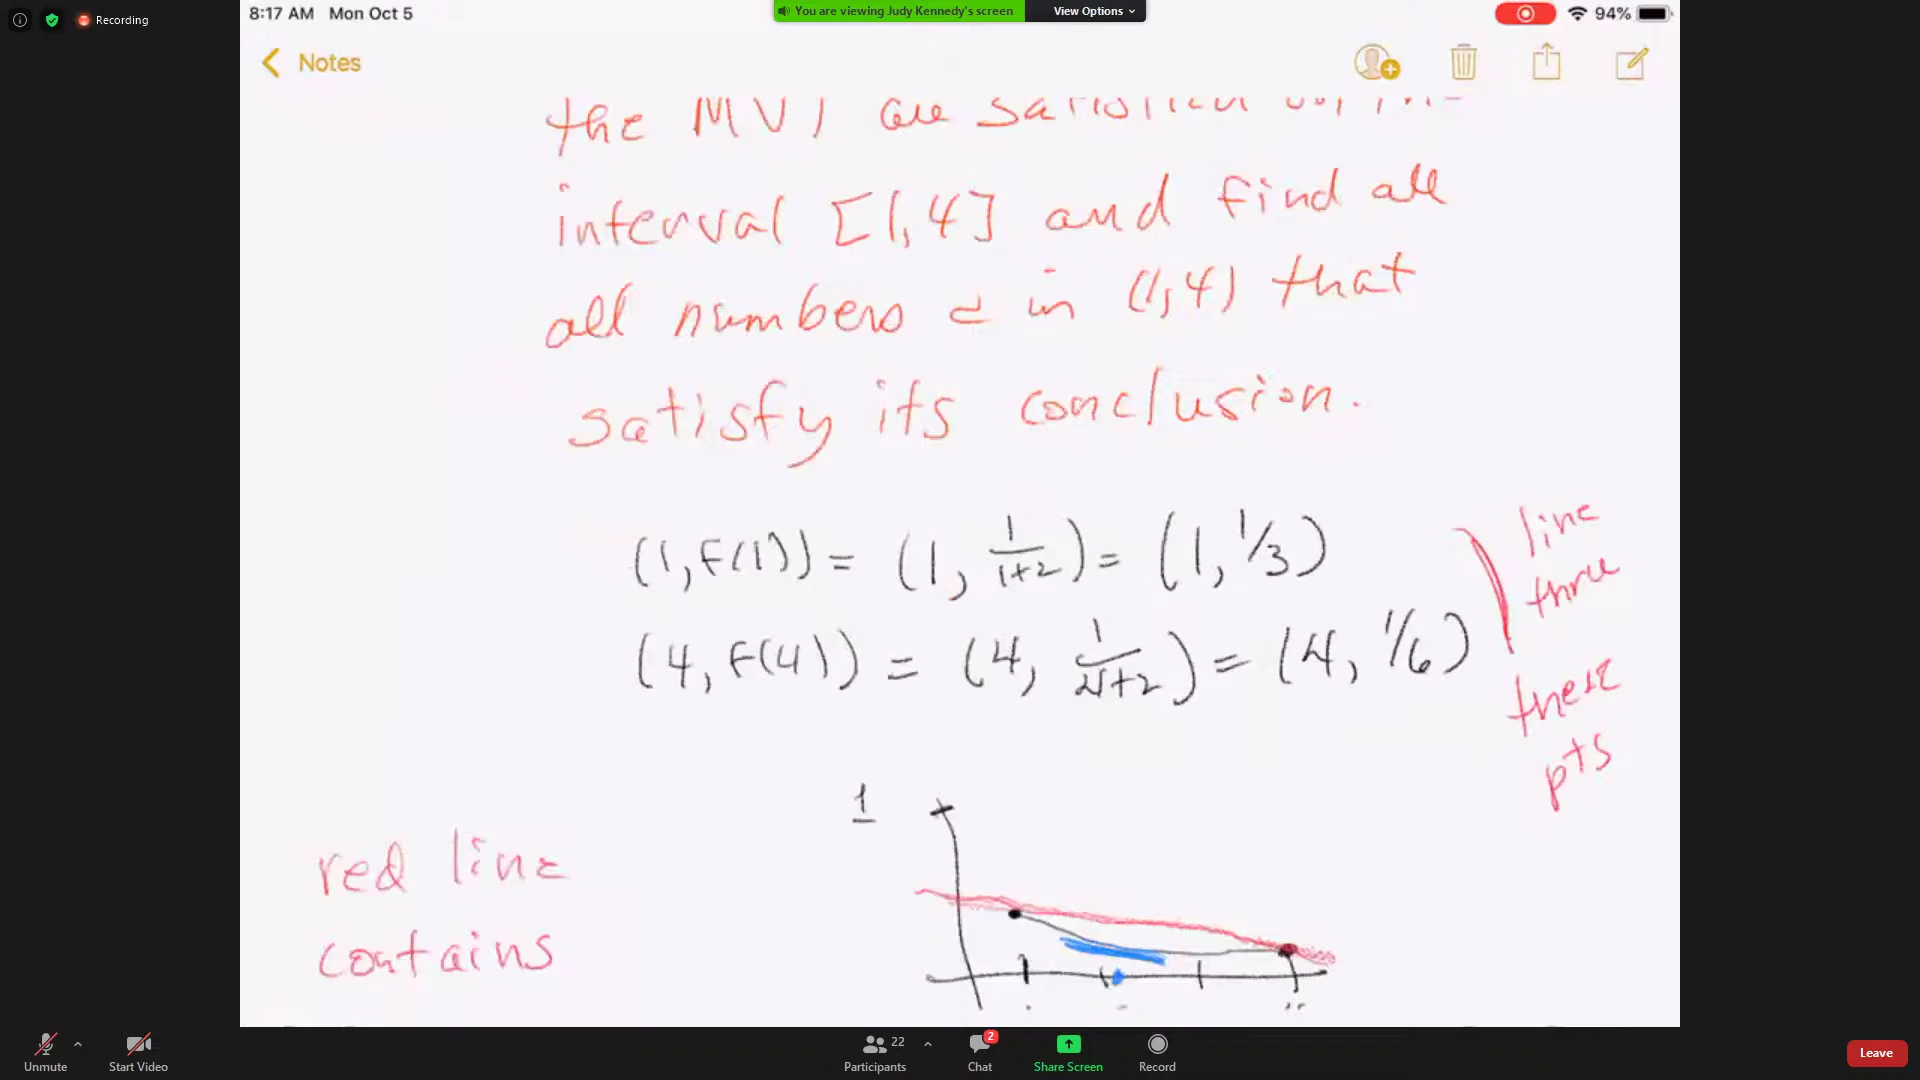 8:17 AM Mon Oct 5
Recording
You are viewing Judy Kennedy's screen
View Options
94%
Notes
the MVT are satisfied on the
interval [1,4] and find all
all numbers c in (1,4) that
satisfy its conclusion.
(1, f(1)) = (1, 1/(1+2)) = (1, 1/3)
(4, f(4)) = (4, 1/(4+2)) = (4, 1/6)
line
thru
these
pts
1
red line
contains
Unmute
Start Video
22
Participants
2
Chat
Share Screen
Record
Leave